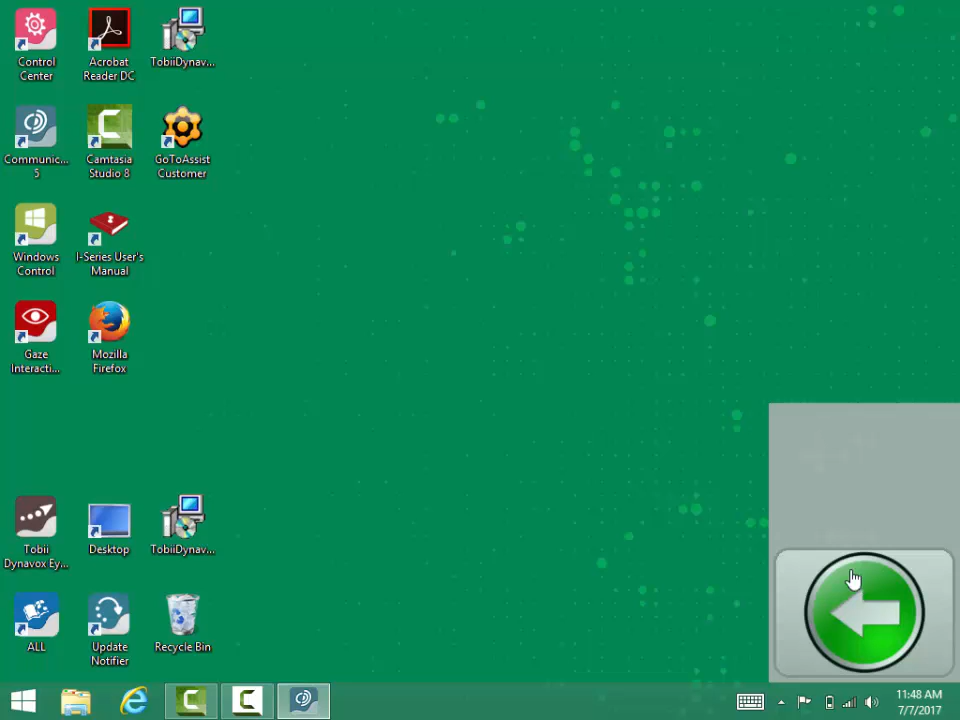 Control
Center
Acrobat
Reader DC
TobiiDynav...
Communic...
5
Camtasia
Studio 8
GoToAssist
Customer
Windows
Control
I-Series User's
Manual
Gaze
Interacti...
Mozilla
Firefox
Tobii
Dynavox Ey...
Desktop
TobiiDynav...
ALL
Update
Notifier
Recycle Bin
11:48 AM
7/7/2017